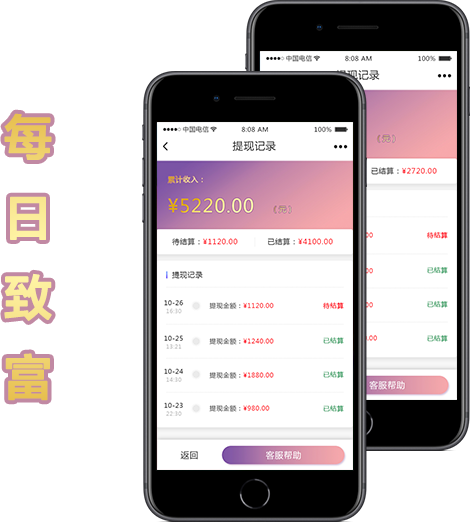 每
日
致
富
中国电信
8:08 AM
100%
提现记录
累计收入：
¥5220.00
（元）
待结算：¥1120.00
已结算：¥4100.00
提现记录
10-26
提现金额：¥1120.00
待结算
10-25
13:21
提现金额：¥1240.00
已结算
10-24
14:30
提现金额：¥1880.00
已结算
10-23
22:30
提现金额：¥980.00
已结算
返回
客服帮助
中国电信
8:08 AM
100%
提现记录
（元）
已结算：¥2720.00
待结算
已结算
已结算
已结算
客服帮助